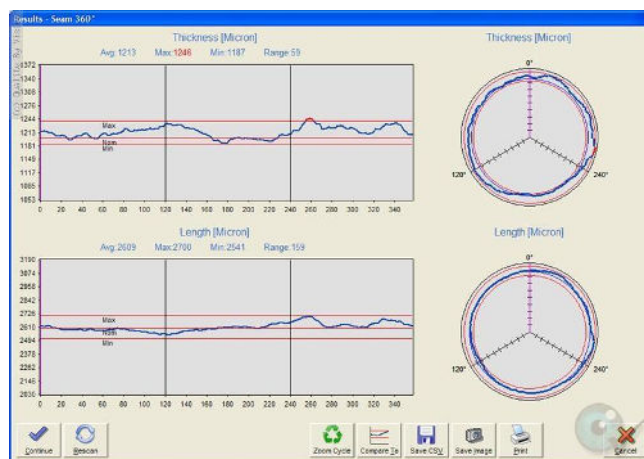 Results - Seam 360°
Thickness [Micron]
Avg:1213 Max:1246 Min:1187 Range:59
1372
1340
1308
1276
1244
1213
1181
1149
1117
1085
1053
Max
Nom
Min
0 20 40 60 80 100 120 140 160 180 200 220 240 260 280 300 320 340
Thickness [Micron]
0°
120°
240°
Length [Micron]
Avg:2609 Max:2700 Min:2541 Range:159
3190
3058
2942
2826
2710
2610
2494
2378
2262
2146
2030
Max
Nom
Min
0 20 40 60 80 100 120 140 160 180 200 220 240 260 280 300 320 340
Length [Micron]
0°
120°
240°
Continue
Rescan
Zoom Cycle
Compare To
Save CSV
Save Image
Print
Cancel